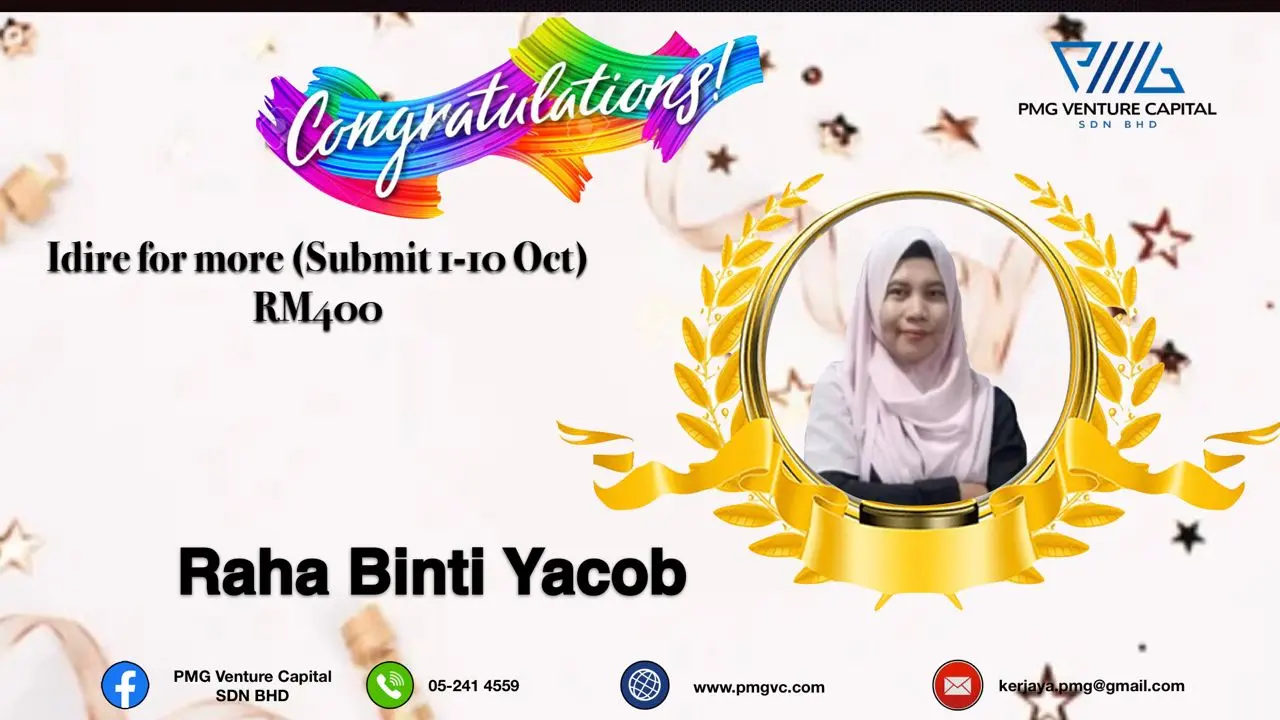 Congratulations!
PMG
PMG VENTURE CAPITAL
SDN BHD
Idire for more (Submit 1-10 Oct)
RM400
Raha Binti Yacob
PMG Venture Capital
SDN BHD
05-241 4559
www.pmgvc.com
kerjaya.pmg@gmail.com